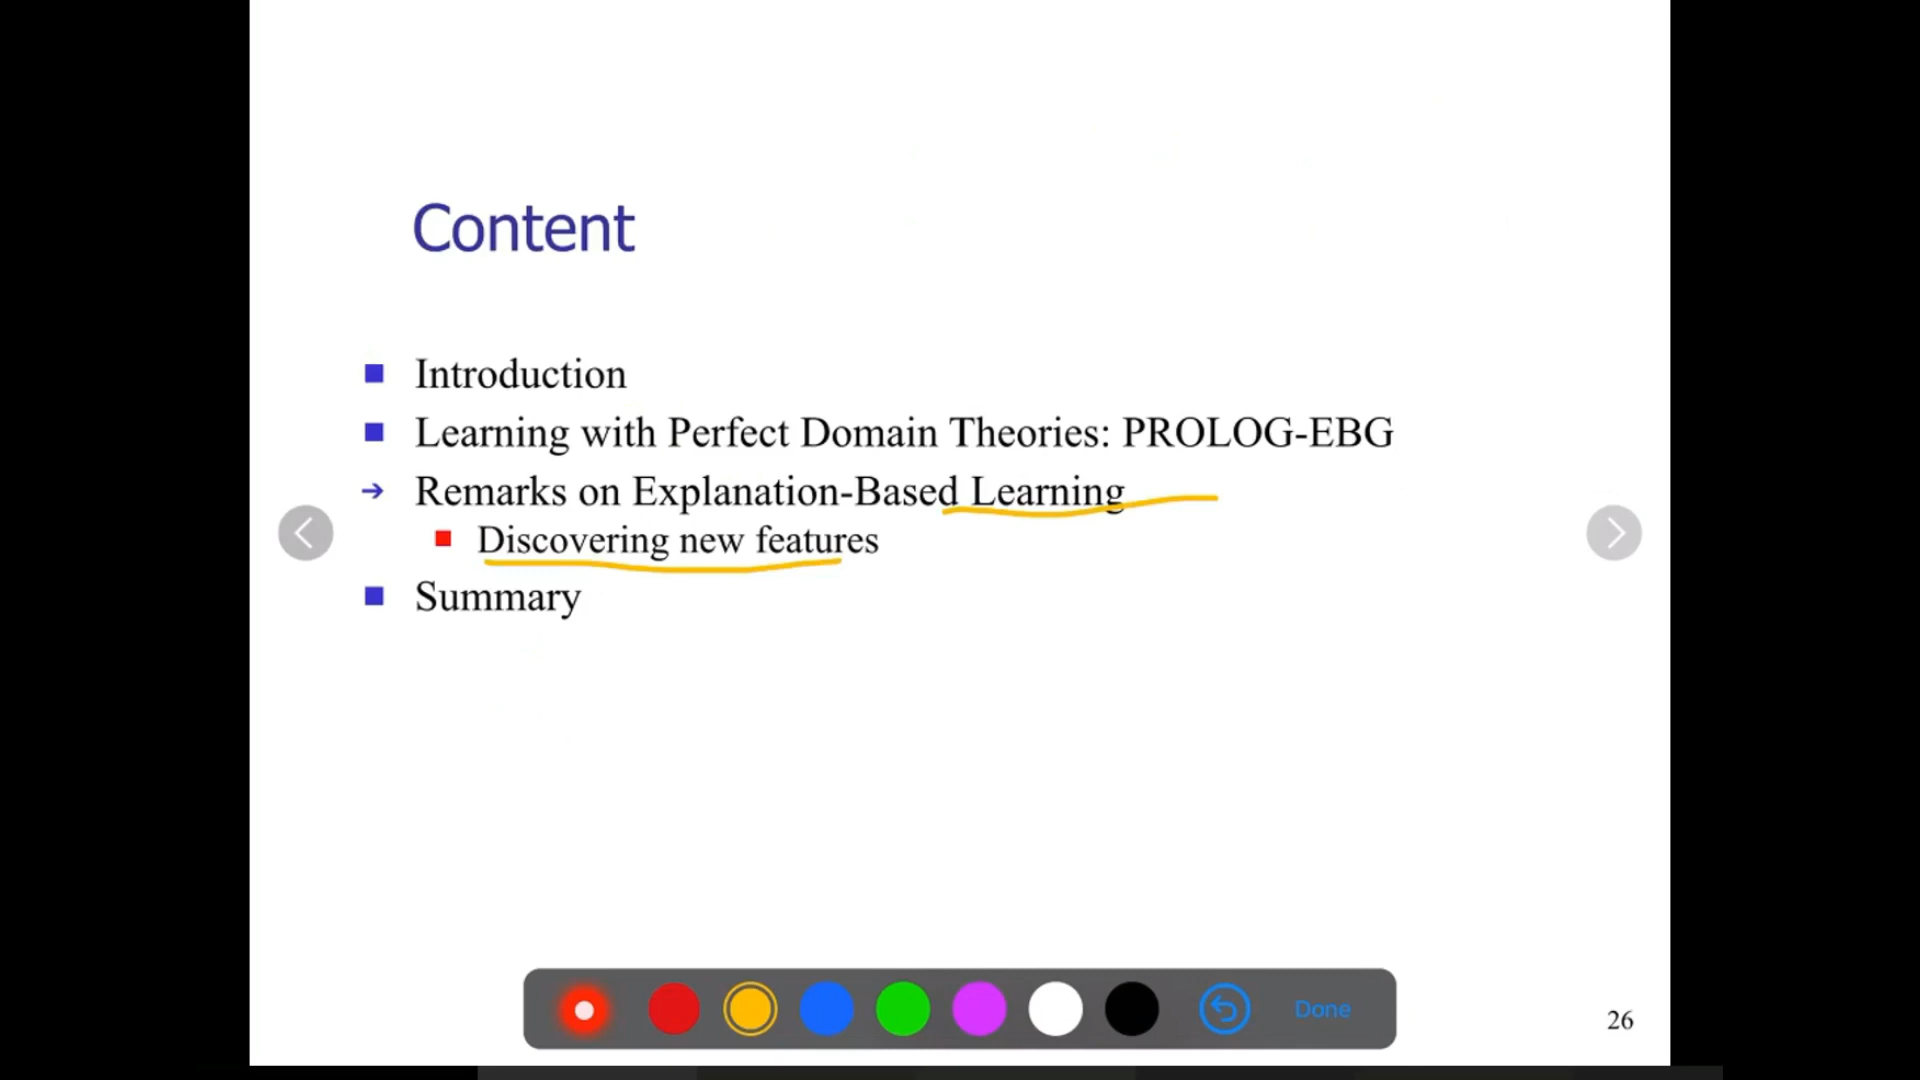 Content
Introduction
Learning with Perfect Domain Theories: PROLOG-EBG
Remarks on Explanation-Based Learning
Discovering new features
Summary
Done
26